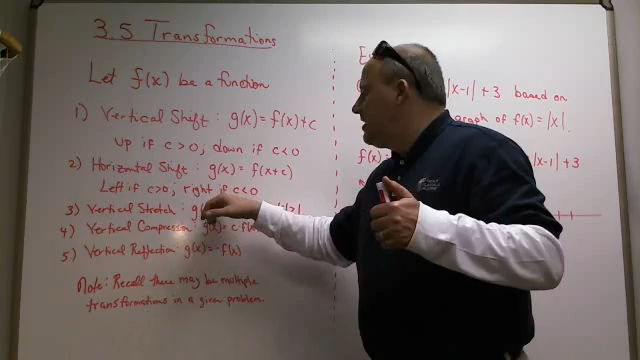 3.5 Transformations
Let f(x) be a function
1) Vertical Shift : g(x) = f(x)+c
up if c>0; down if c<0
2) Horizontal Shift : g(x) = f(x+c)
Left if c>0; right if c<0
3) Vertical Stretch :
4) Vertical Compression : g(x) = c
5) Vertical Reflection g(x) = -f(x)
Note: Recall there may be multiple
transformations in a given problem.
|x-1| +3 based on
graph of f(x) = |x|.
f(x) =
|x-1| +3